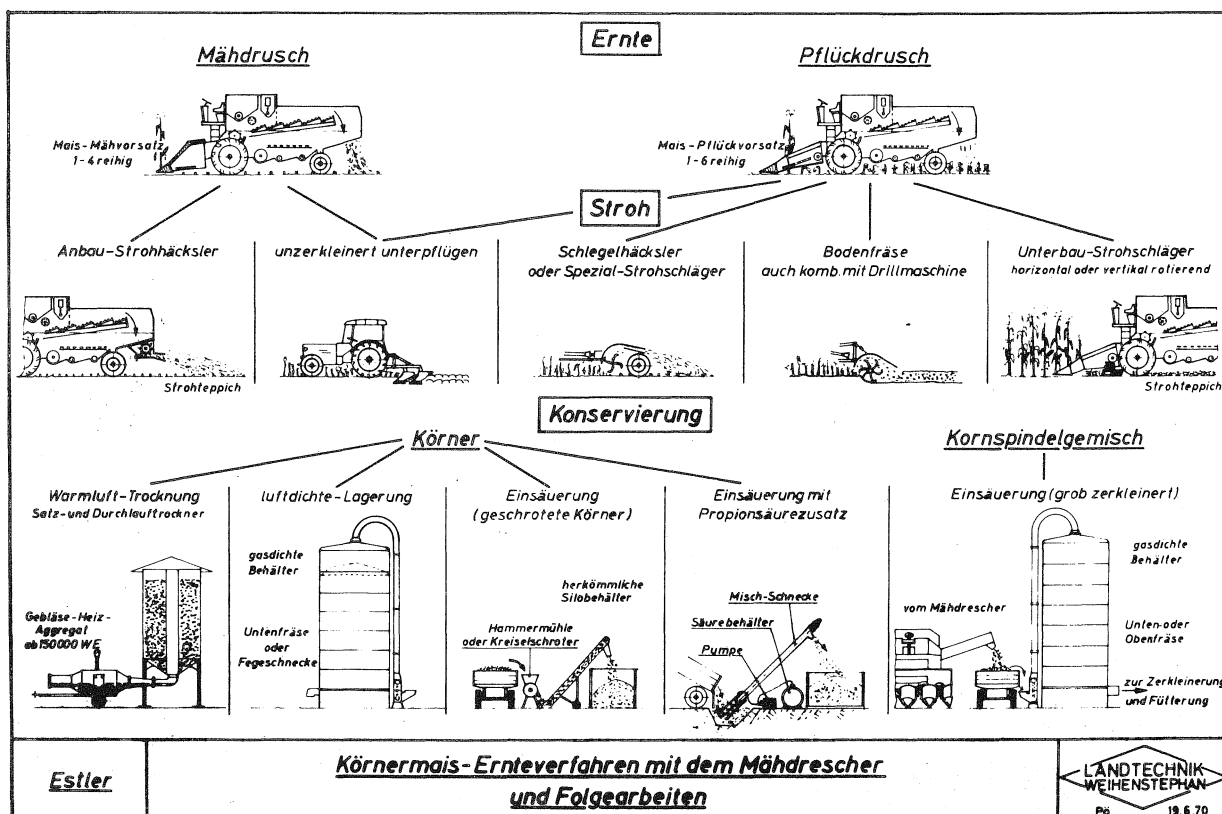 Ernte
Mähdrusch
Pflückdrusch
Mais-Mähvorsatz
1-4 reihig
Mais-Pflückvorsatz
1-6 reihig
Stroh
Anbau-Strohhäcksler
unzerkleinert unterpflügen
Schlegelhäcksler
oder Spezial-Strohschläger
Bodenfräse
auch komb. mit Drillmaschine
Unterbau-Strohschläger
horizontal oder vertikal rotierend
Strohteppich
Strohteppich
Konservierung
Körner
Kornspindelgemisch
Warmluft-Trocknung
Satz-und Durchlauftrockner
luftdichte-Lagerung
Einsäuerung
(geschrotete Körner)
Einsäuerung mit
Propionsäurezusatz
Einsäuerung (grob zerkleinert)
Gebläse-Heiz-
Aggregat
ab 150000 WE
gasdichte
Behälter
Untenfräse
oder
Fegeschnecke
herkömmliche
Silobehälter
Hammermühle
oder Kreiselschroter
Misch-Schnecke
Säurebehälter
Pumpe
vom Mähdrescher
gasdichte
Behälter
Unten-oder
Obenfräse
zur Zerkleinerung
und Fütterung
Estler
Körnermais-Ernteverfahren mit dem Mähdrescher
und Folgearbeiten
LANDTECHNIK
WEIHENSTEPHAN
Pö 19.6.70